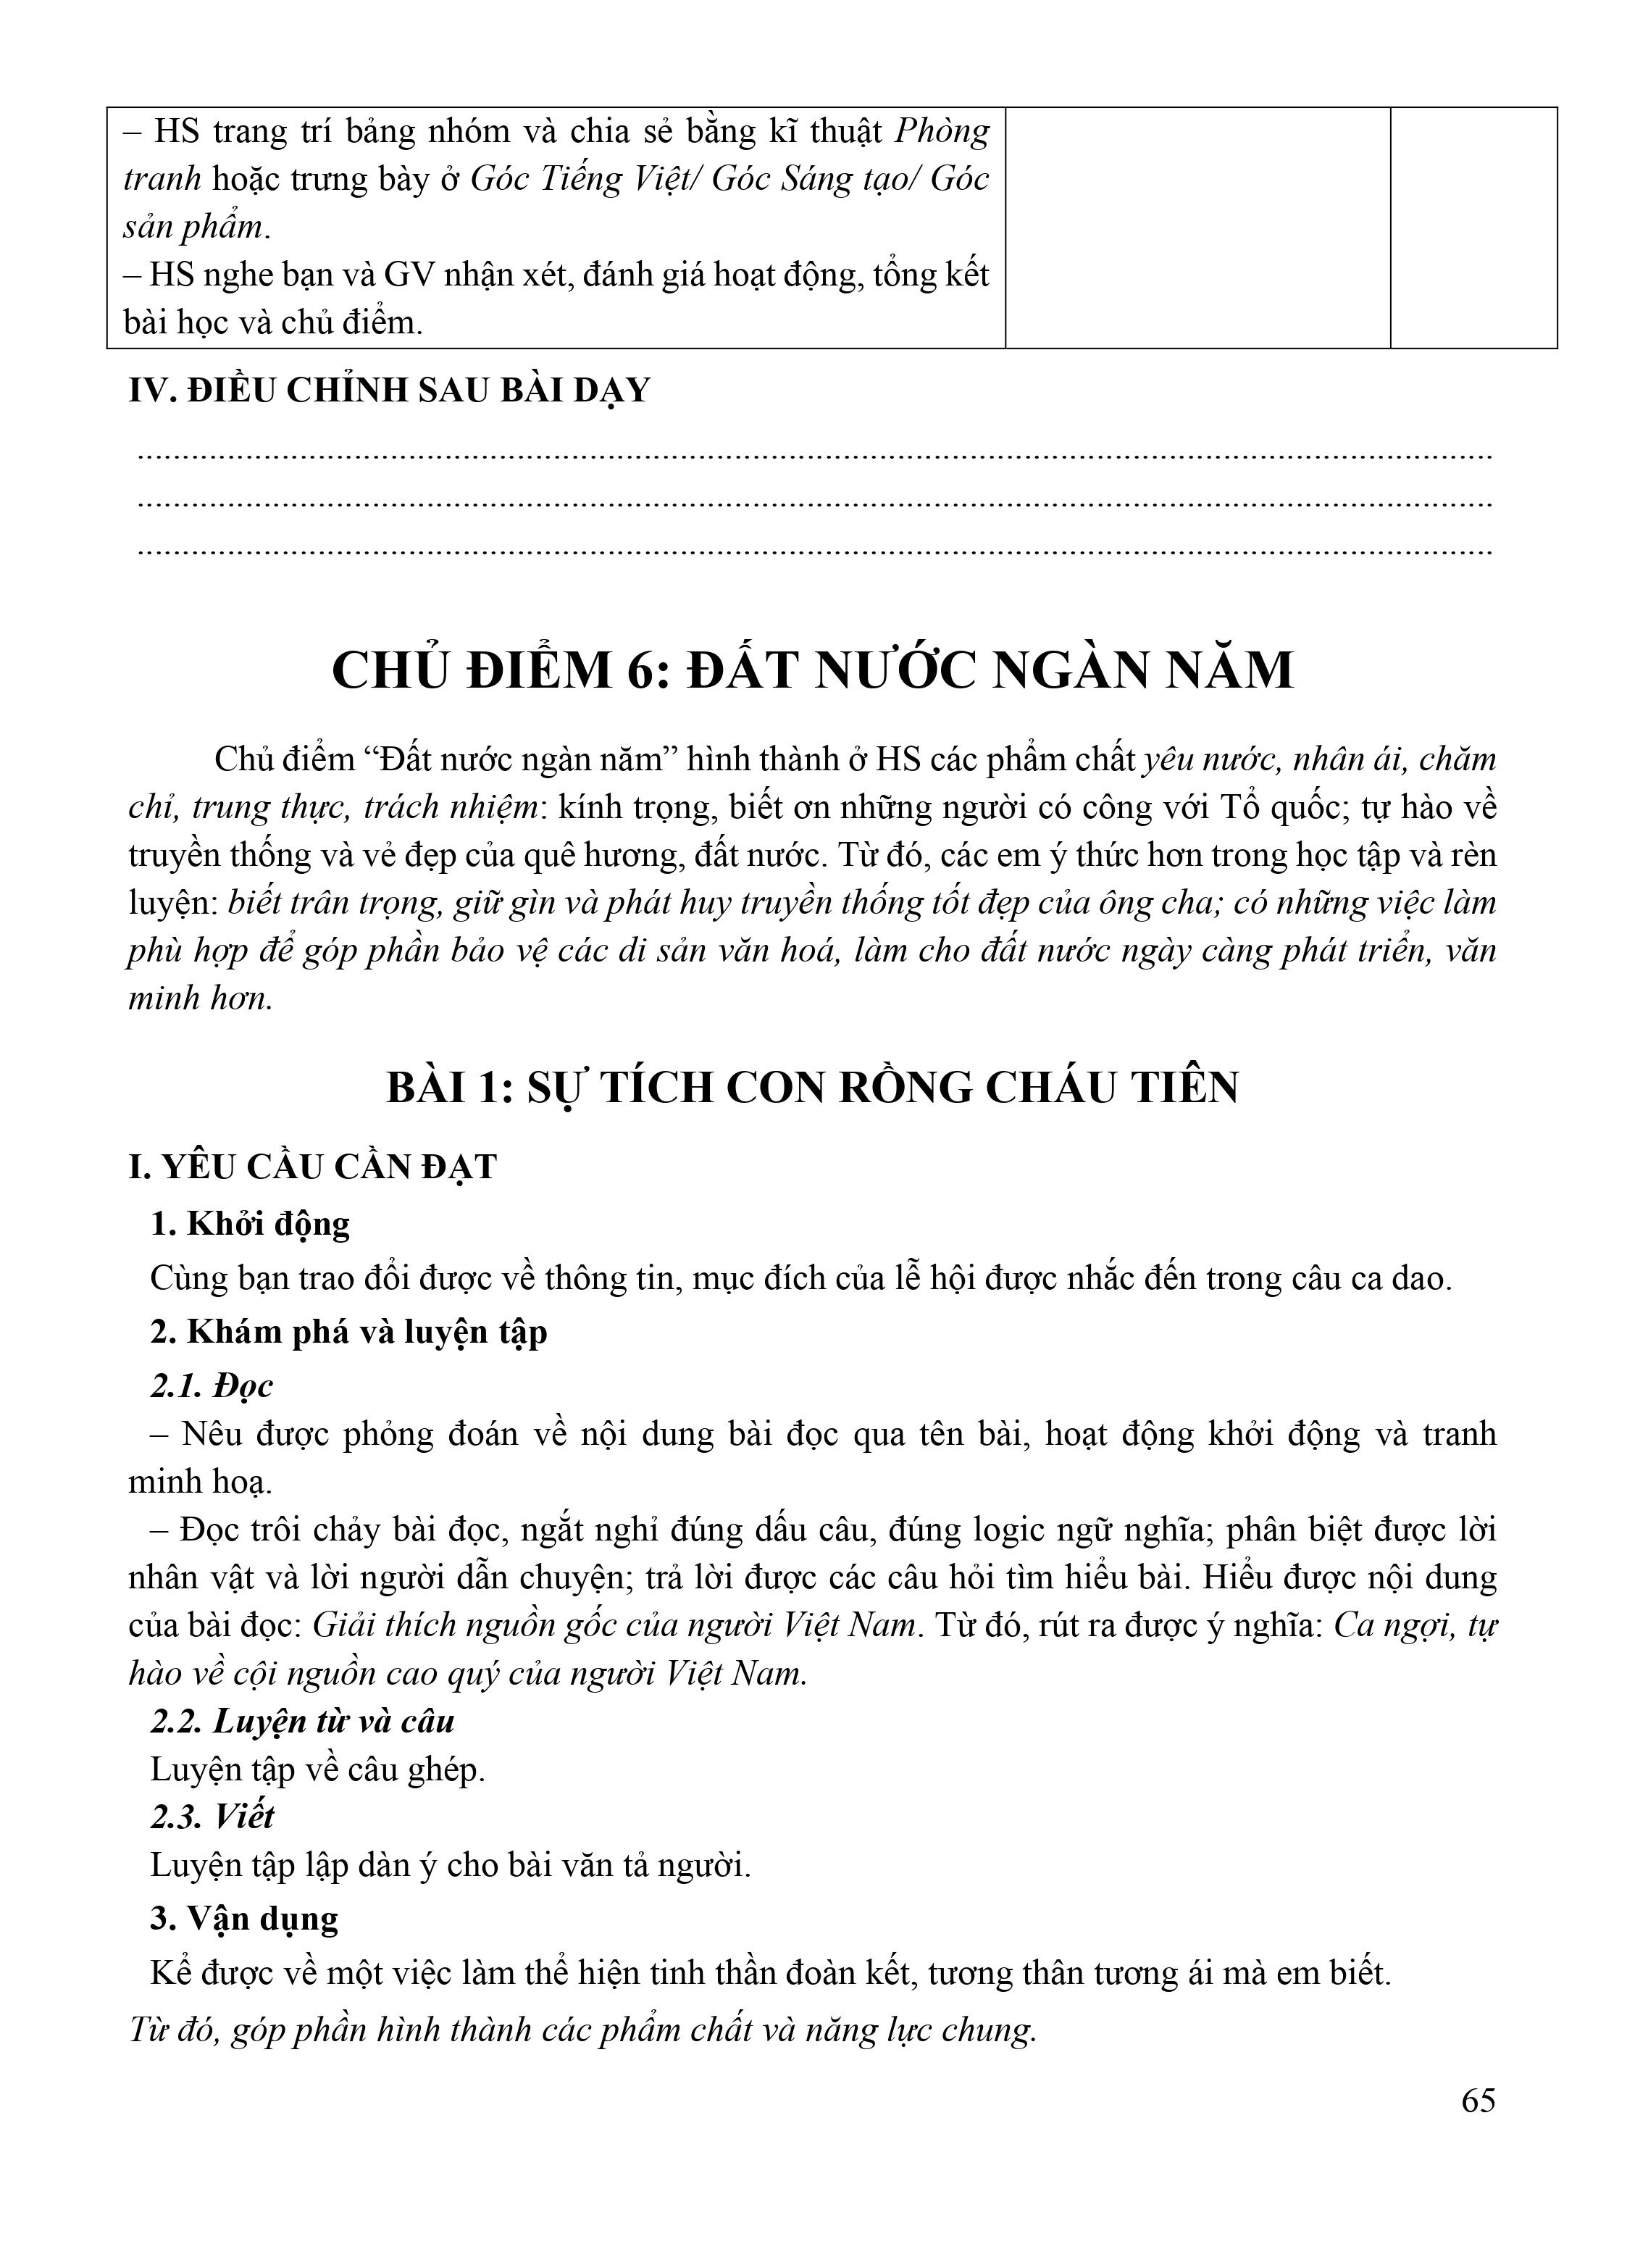 – HS trang trí bảng nhóm và chia sẻ bằng kĩ thuật Phòng
tranh hoặc trưng bày ở Góc Tiếng Việt/ Góc Sáng tạo/ Góc
sản phẩm.
– HS nghe bạn và GV nhận xét, đánh giá hoạt động, tổng kết
bài học và chủ điểm.
IV. ĐIỀU CHỈNH SAU BÀI DẠY
................................................................................
................................................................................
................................................................................
CHỦ ĐIỂM 6: ĐẤT NƯỚC NGÀN NĂM
Chủ điểm “Đất nước ngàn năm” hình thành ở HS các phẩm chất yêu nước, nhân ái, chăm
chỉ, trung thực, trách nhiệm: kính trọng, biết ơn những người có công với Tổ quốc; tự hào về
truyền thống và vẻ đẹp của quê hương, đất nước. Từ đó, các em ý thức hơn trong học tập và rèn
luyện: biết trân trọng, giữ gìn và phát huy truyền thống tốt đẹp của ông cha; có những việc làm
phù hợp để góp phần bảo vệ các di sản văn hoá, làm cho đất nước ngày càng phát triển, văn
minh hơn.
BÀI 1: SỰ TÍCH CON RỒNG CHÁU TIÊN
I. YÊU CẦU CẦN ĐẠT
1. Khởi động
Cùng bạn trao đổi được về thông tin, mục đích của lễ hội được nhắc đến trong câu ca dao.
2. Khám phá và luyện tập
2.1. Đọc
– Nêu được phỏng đoán về nội dung bài đọc qua tên bài, hoạt động khởi động và tranh
minh hoạ.
– Đọc trôi chảy bài đọc, ngắt nghỉ đúng dấu câu, đúng logic ngữ nghĩa; phân biệt được lời
nhân vật và lời người dẫn chuyện; trả lời được các câu hỏi tìm hiểu bài. Hiểu được nội dung
của bài đọc: Giải thích nguồn gốc của người Việt Nam. Từ đó, rút ra được ý nghĩa: Ca ngợi, tự
hào về cội nguồn cao quý của người Việt Nam.
2.2. Luyện từ và câu
Luyện tập về câu ghép.
2.3. Viết
Luyện tập lập dàn ý cho bài văn tả người.
3. Vận dụng
Kể được về một việc làm thể hiện tinh thần đoàn kết, tương thân tương ái mà em biết.
Từ đó, góp phần hình thành các phẩm chất và năng lực chung.
65